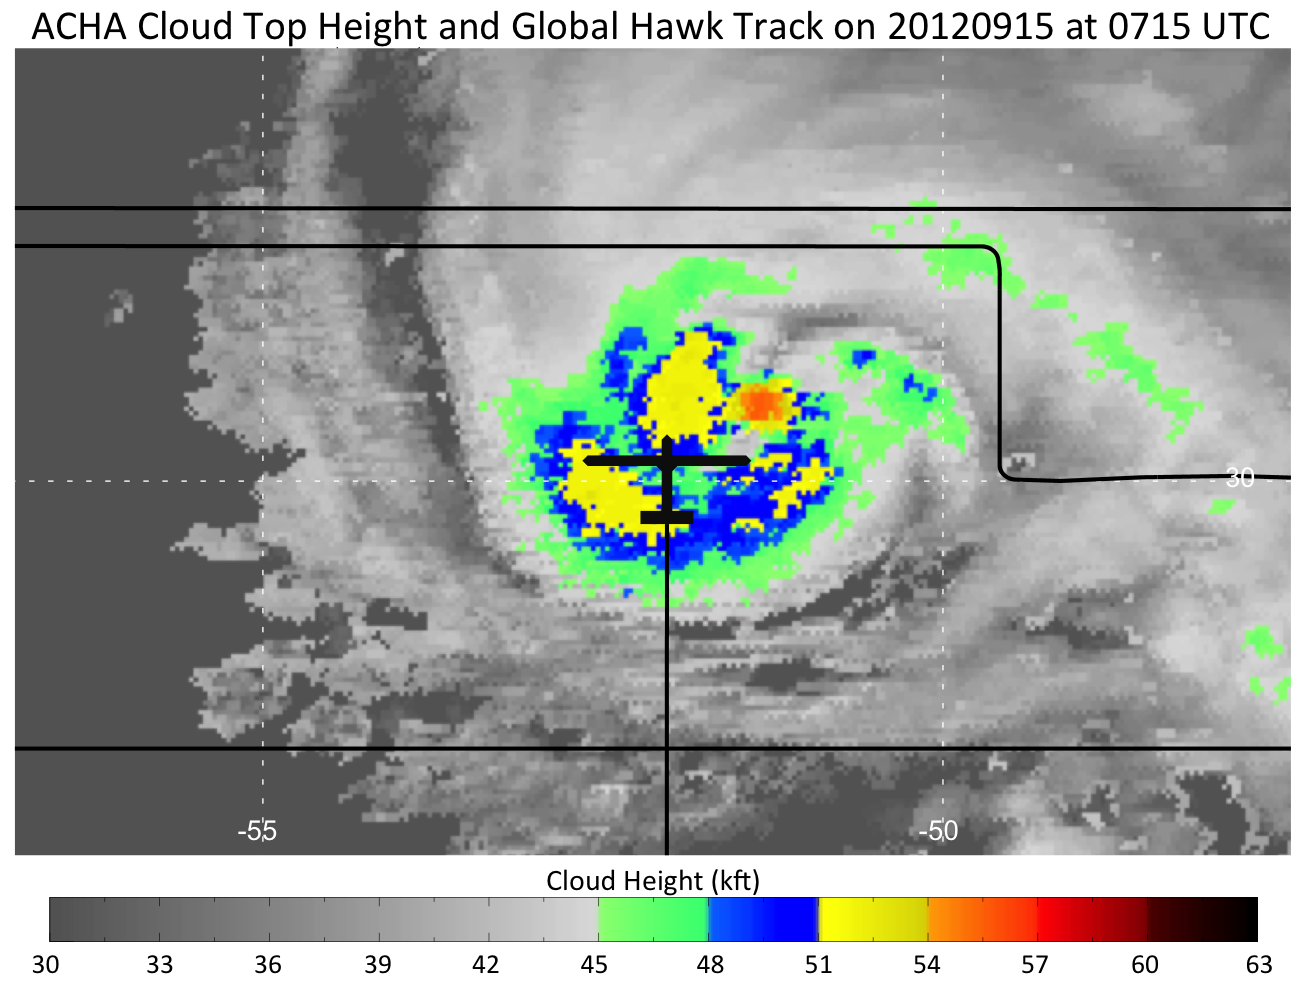 ACHA Cloud Top Height and Global Hawk Track on 20120915 at 0715 UTC
30
-55 -50
Cloud Height (kft)
30 33 36 39 42 45 48 51 54 57 60 63